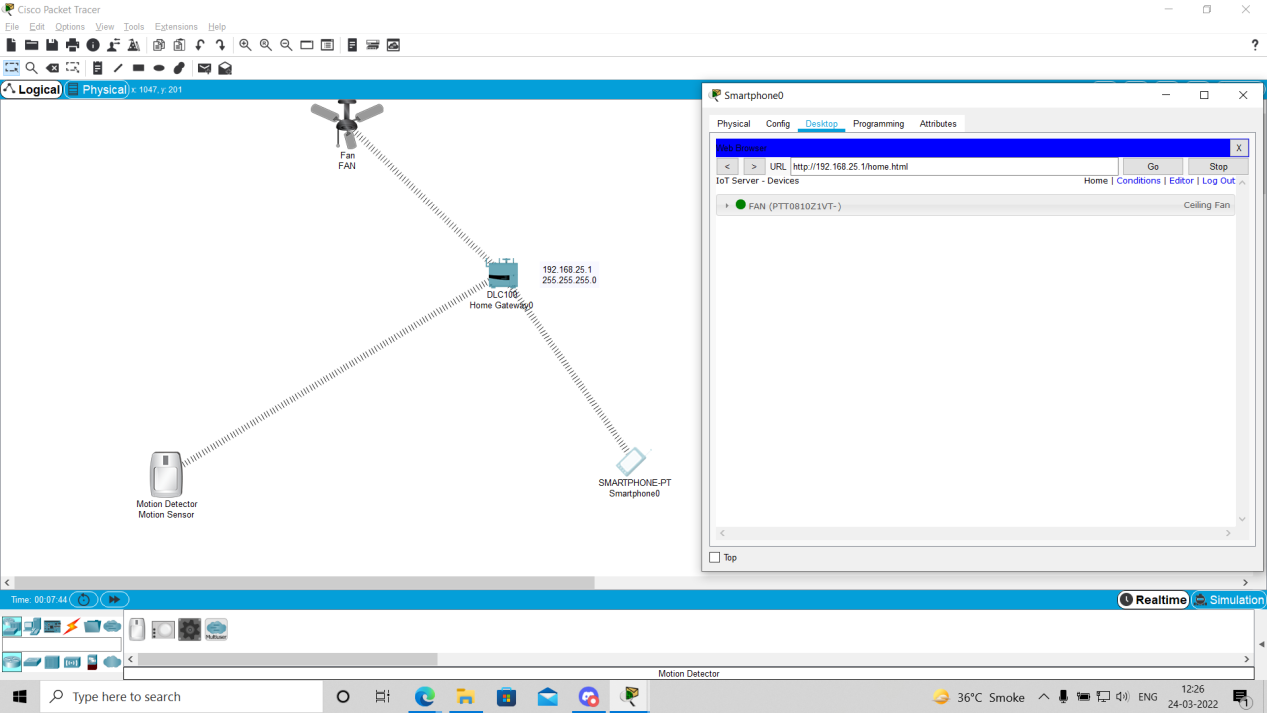 Cisco Packet Tracer
File Edit Options View Tools Extensions Help
?
Logical Physical x: 1047, y: 201
Smartphone0
Physical Config Desktop Programming Attributes
Web Browser X
< > URL http://192.168.25.1/home.html Go Stop
IoT Server - Devices Home | Conditions | Editor | Log Out
FAN (PTT0810Z1VT-) Ceiling Fan
Top
Fan
FAN
192.168.25.1
255.255.255.0
DLC100
Home Gateway0
Motion Detector
Motion Sensor
SMARTPHONE-PT
Smartphone0
Time: 00:07:44 Realtime Simulation
Multiuser
Motion Detector
Type here to search
36°C Smoke ENG 12:26
24-03-2022
1